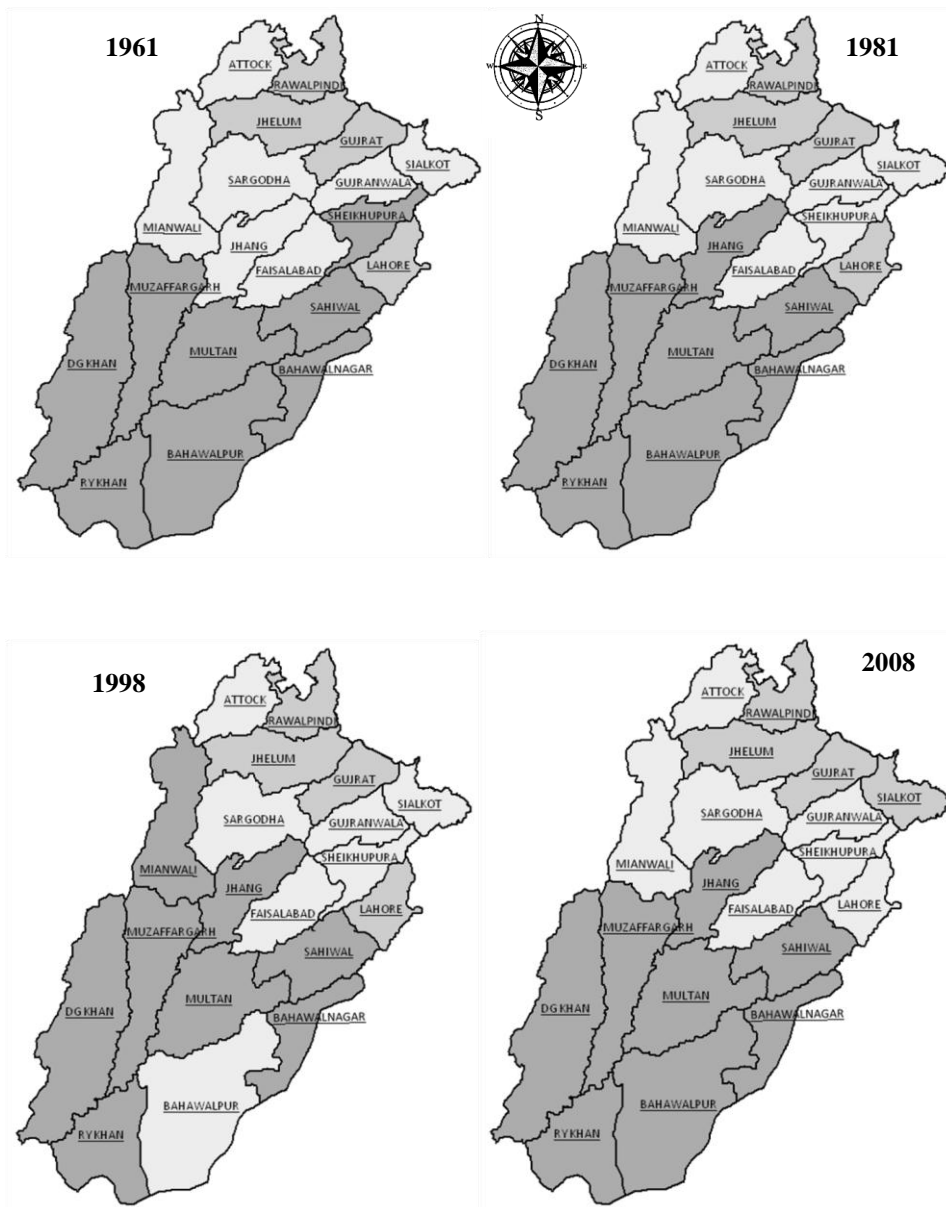 1961
N
W
E
S
1981
ATTOCK
RAWALPINDI
JHELUM
GUJRAT
SIALKOT
SARGODHA
GUJRANWALA
SHEIKHUPURA
MIANWALI
JHANG
FAISALABAD
LAHORE
MUZAFFARGARH
SAHIWAL
MULTAN
DG KHAN
BAHAWALNAGAR
BAHAWALPUR
RYKHAN
ATTOCK
RAWALPINDI
JHELUM
GUJRAT
SIALKOT
SARGODHA
GUJRANWALA
SHEIKHUPURA
MIANWALI
JHANG
LAHORE
FAISALABAD
MUZAFFARGARH
SAHIWAL
MULTAN
DG KHAN
BAHAWALNAGAR
BAHAWALPUR
RYKHAN
1998
2008
ATTOCK
RAWALPINDI
JHELUM
GUJRAT
SIALKOT
SARGODHA
GUJRANWALA
SHEIKHUPURA
MIANWALI
JHANG
LAHORE
FAISALABAD
MUZAFFARGARH
SAHIWAL
MULTAN
DG KHAN
BAHAWALNAGAR
BAHAWALPUR
RYKHAN
ATTOCK
RAWALPINDI
JHELUM
GUJRAT
SIALKOT
SARGODHA
GUJRANWALA
SHEIKHUPURA
MIANWALI
JHANG
LAHORE
FAISALABAD
MUZAFFARGARH
SAHIWAL
MULTAN
DG KHAN
BAHAWALNAGAR
BAHAWALPUR
RYKHAN